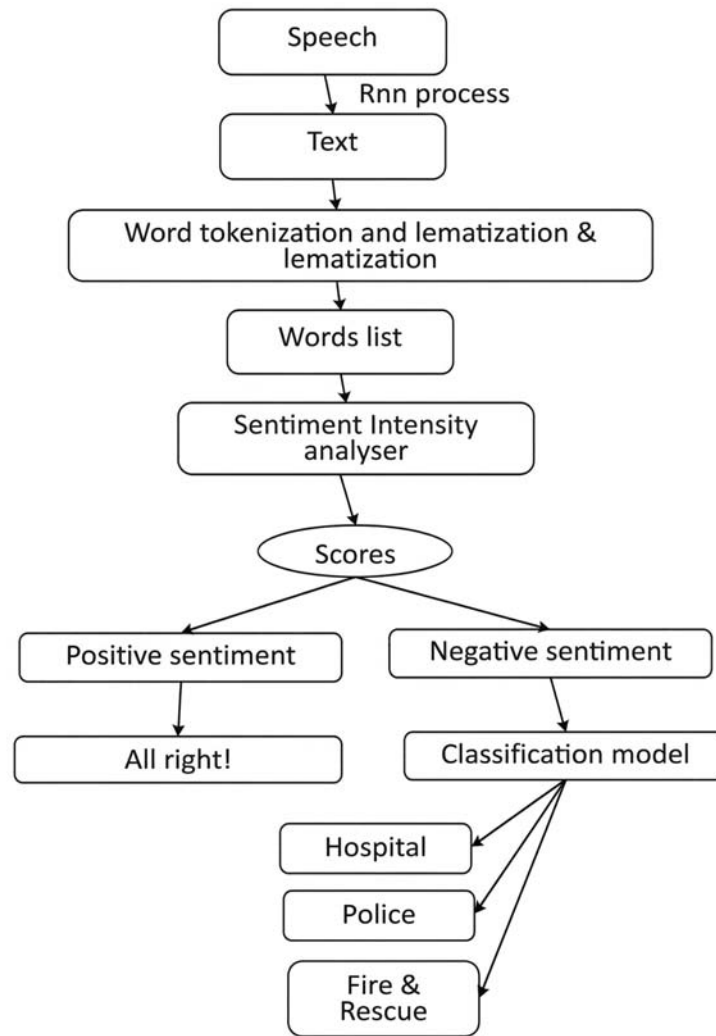 Speech
Rnn process
Text
Word tokenization and lematization &
lematization
Words list
Sentiment Intensity
analyser
Scores
Positive sentiment
Negative sentiment
All right!
Classification model
Hospital
Police
Fire &
Rescue